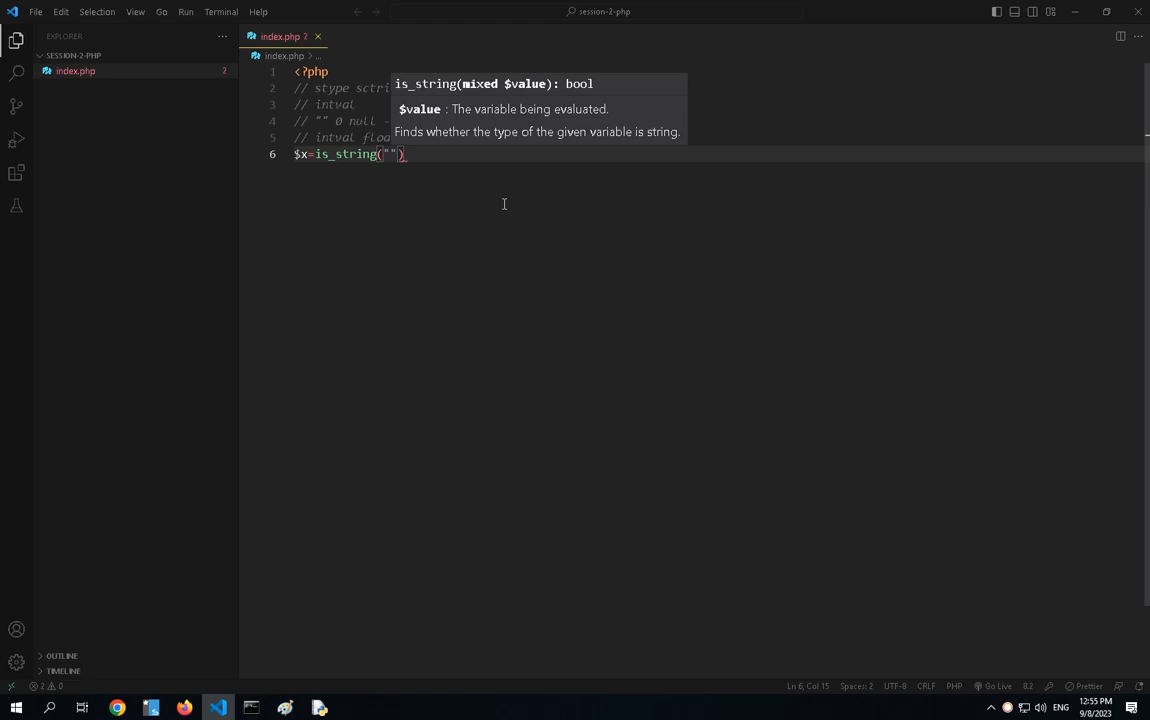 File Edit Selection View Go Run Terminal Help
session-2-php
EXPLORER
SESSION-2-PHP
index.php 2
OUTLINE
TIMELINE
index.php 2
index.php > ...
1 <?php
2 // stype sctri
3 // intval
4 // "" 0 null -
5 // intval floa
6 $x=is_string("")
is_string(mixed $value): bool
$value : The variable being evaluated.
Finds whether the type of the given variable is string.
2 0
Ln 6, Col 15 Spaces: 2 UTF-8 CRLF PHP Go Live 8.2 Prettier
ENG
12:55 PM
9/8/2023